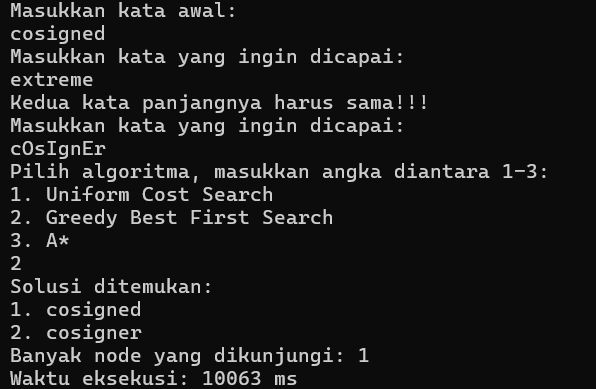 Masukkan kata awal:
cosigned
Masukkan kata yang ingin dicapai:
extreme
Kedua kata panjangnya harus sama!!!
Masukkan kata yang ingin dicapai:
cOsIgnEr
Pilih algoritma, masukkan angka diantara 1-3:
1. Uniform Cost Search
2. Greedy Best First Search
3. A*
2
Solusi ditemukan:
1. cosigned
2. cosigner
Banyak node yang dikunjungi: 1
Waktu eksekusi: 10063 ms